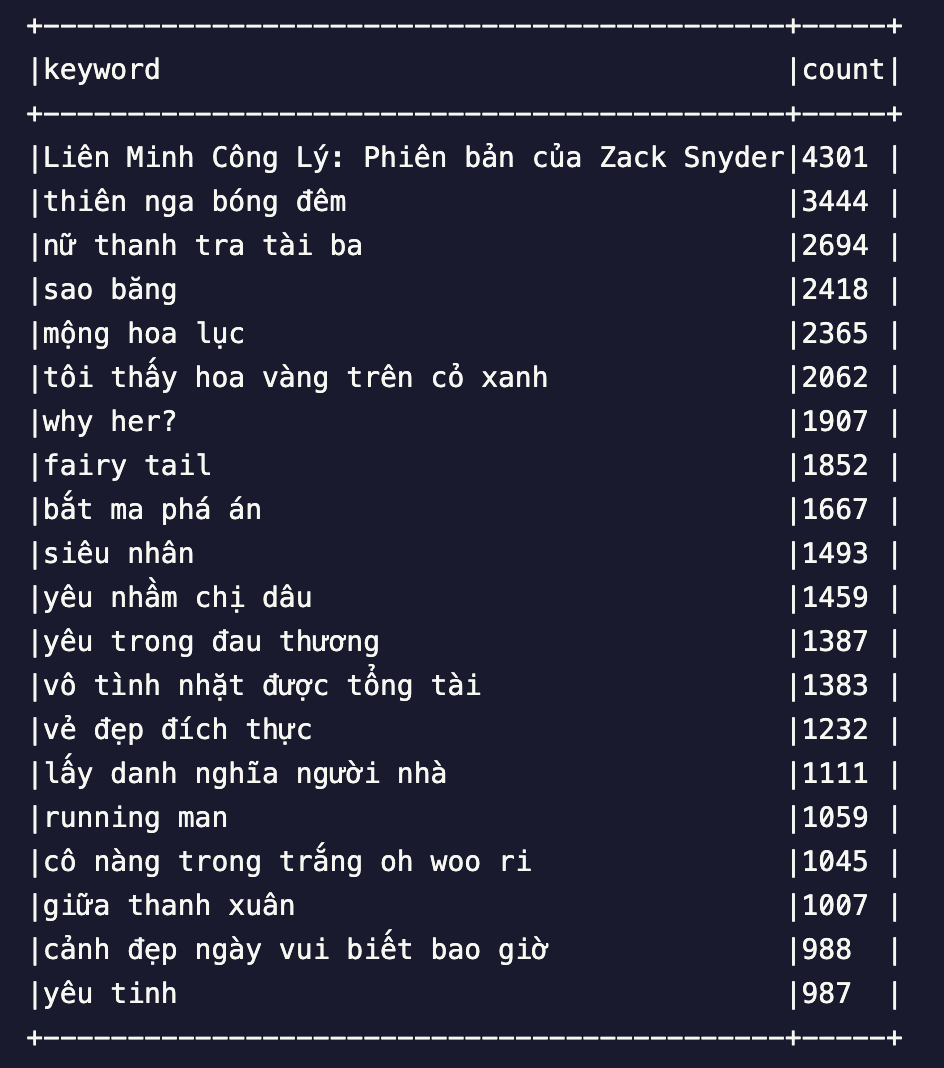 +--------------------------------------------+-----+
|keyword                                     |count|
+--------------------------------------------+-----+
|Liên Minh Công Lý: Phiên bản của Zack Snyder|4301 |
|thiên nga bóng đêm                          |3444 |
|nữ thanh tra tài ba                         |2694 |
|sao băng                                    |2418 |
|mộng hoa lục                                |2365 |
|tôi thấy hoa vàng trên cỏ xanh              |2062 |
|why her?                                    |1907 |
|fairy tail                                  |1852 |
|bắt ma phá án                               |1667 |
|siêu nhân                                   |1493 |
|yêu nhầm chị dâu                            |1459 |
|yêu trong đau thương                        |1387 |
|vô tình nhặt được tổng tài                  |1383 |
|vẻ đẹp đích thực                            |1232 |
|lấy danh nghĩa người nhà                    |1111 |
|running man                                 |1059 |
|cô nàng trong trắng oh woo ri               |1045 |
|giữa thanh xuân                             |1007 |
|cảnh đẹp ngày vui biết bao giờ              |988  |
|yêu tinh                                    |987  |
+--------------------------------------------+-----+